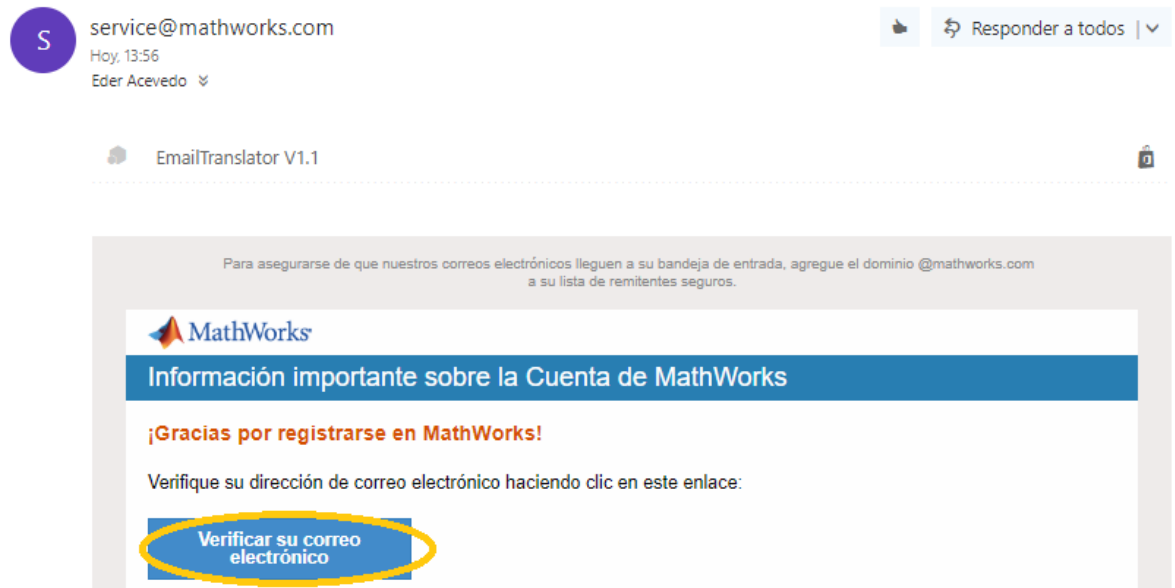 S
service@mathworks.com
Responder a todos
Hoy, 13:56
Eder Acevedo
EmailTranslator V1.1
Para asegurarse de que nuestros correos electrónicos lleguen a su bandeja de entrada, agregue el dominio @mathworks.com
a su lista de remitentes seguros.
MathWorks
Información importante sobre la Cuenta de MathWorks
¡Gracias por registrarse en MathWorks!
Verifique su dirección de correo electrónico haciendo clic en este enlace:
Verificar su correo
electrónico